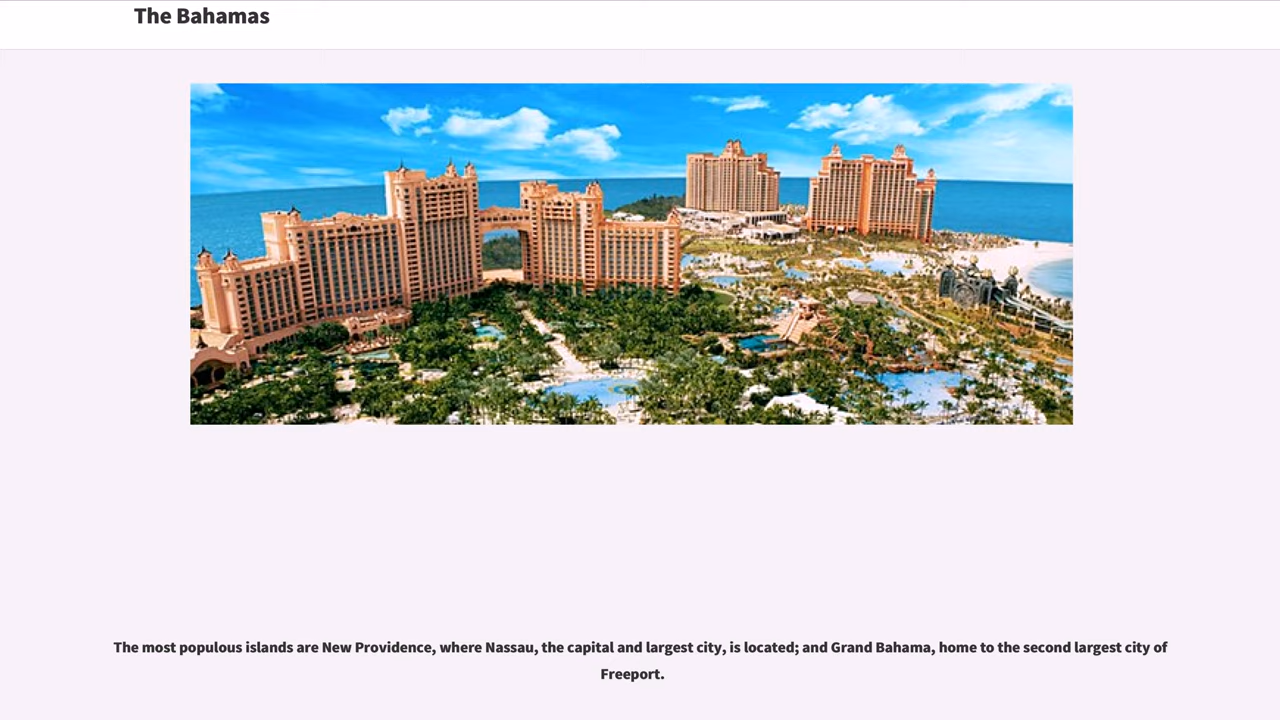 The Bahamas
The most populous islands are New Providence, where Nassau, the capital and largest city, is located; and Grand Bahama, home to the second largest city of
Freeport.